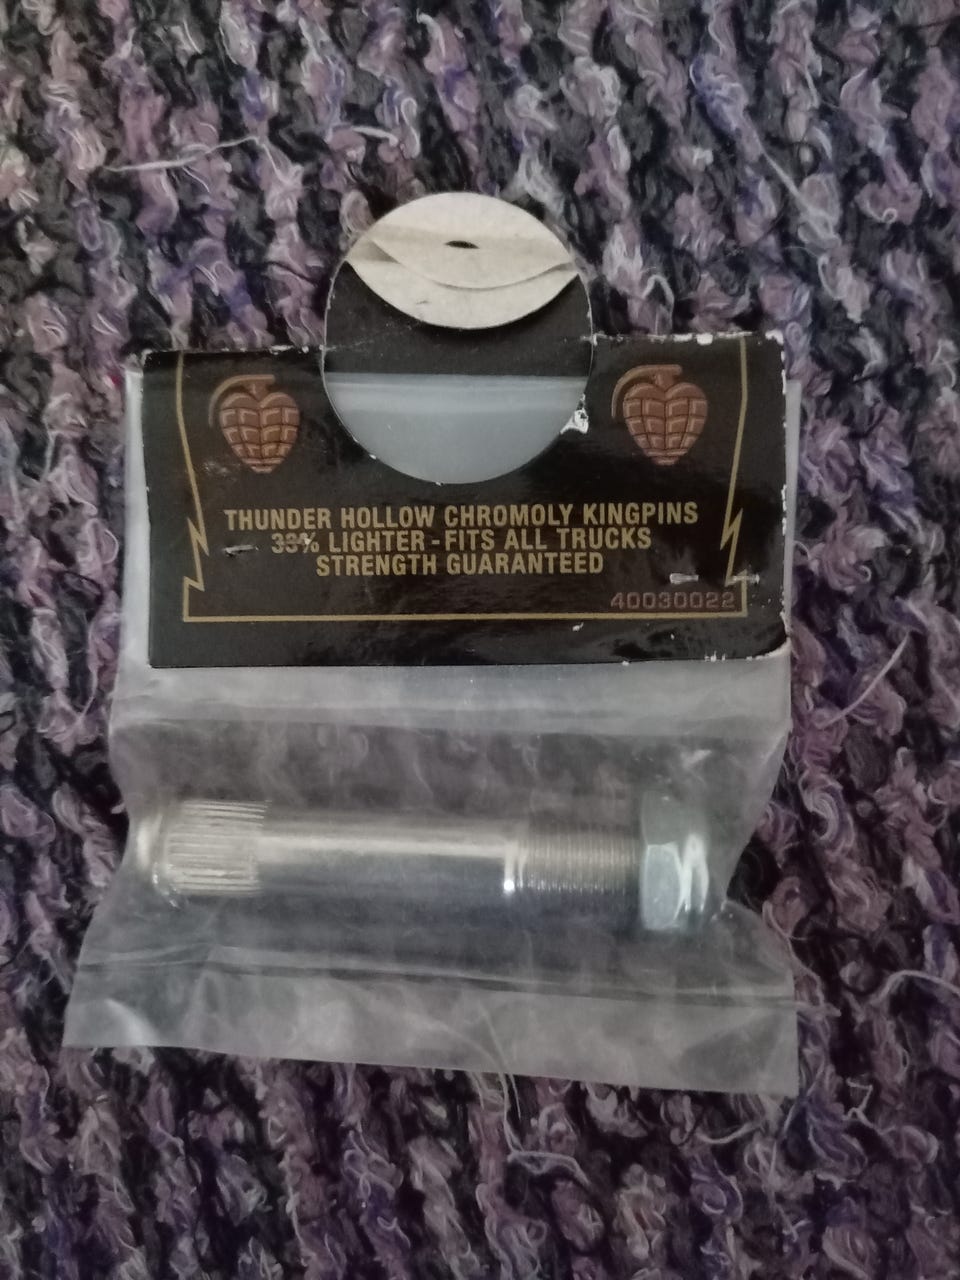 THUNDER HOLLOW CHROMOLY KINGPINS
33% LIGHTER - FITS ALL TRUCKS
STRENGTH GUARANTEED
40030022